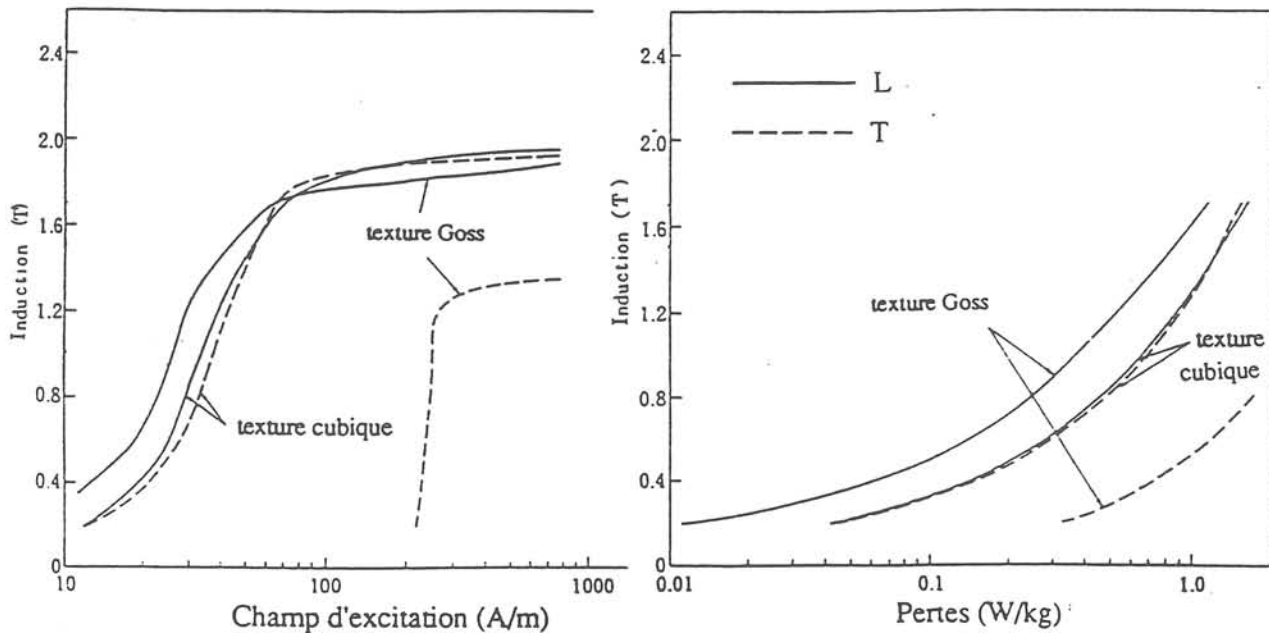 2.4
2.0
1.6
1.2
0.8
0.4
0
Induction (T)
10
100
1000
Champ d'excitation (A/m)
texture Goss
texture cubique
2.4
2.0
1.6
1.2
0.8
0.4
0
Induction (T)
0.01
0.1
1.0
Pertes (W/kg)
L
T
texture Goss
texture
cubique